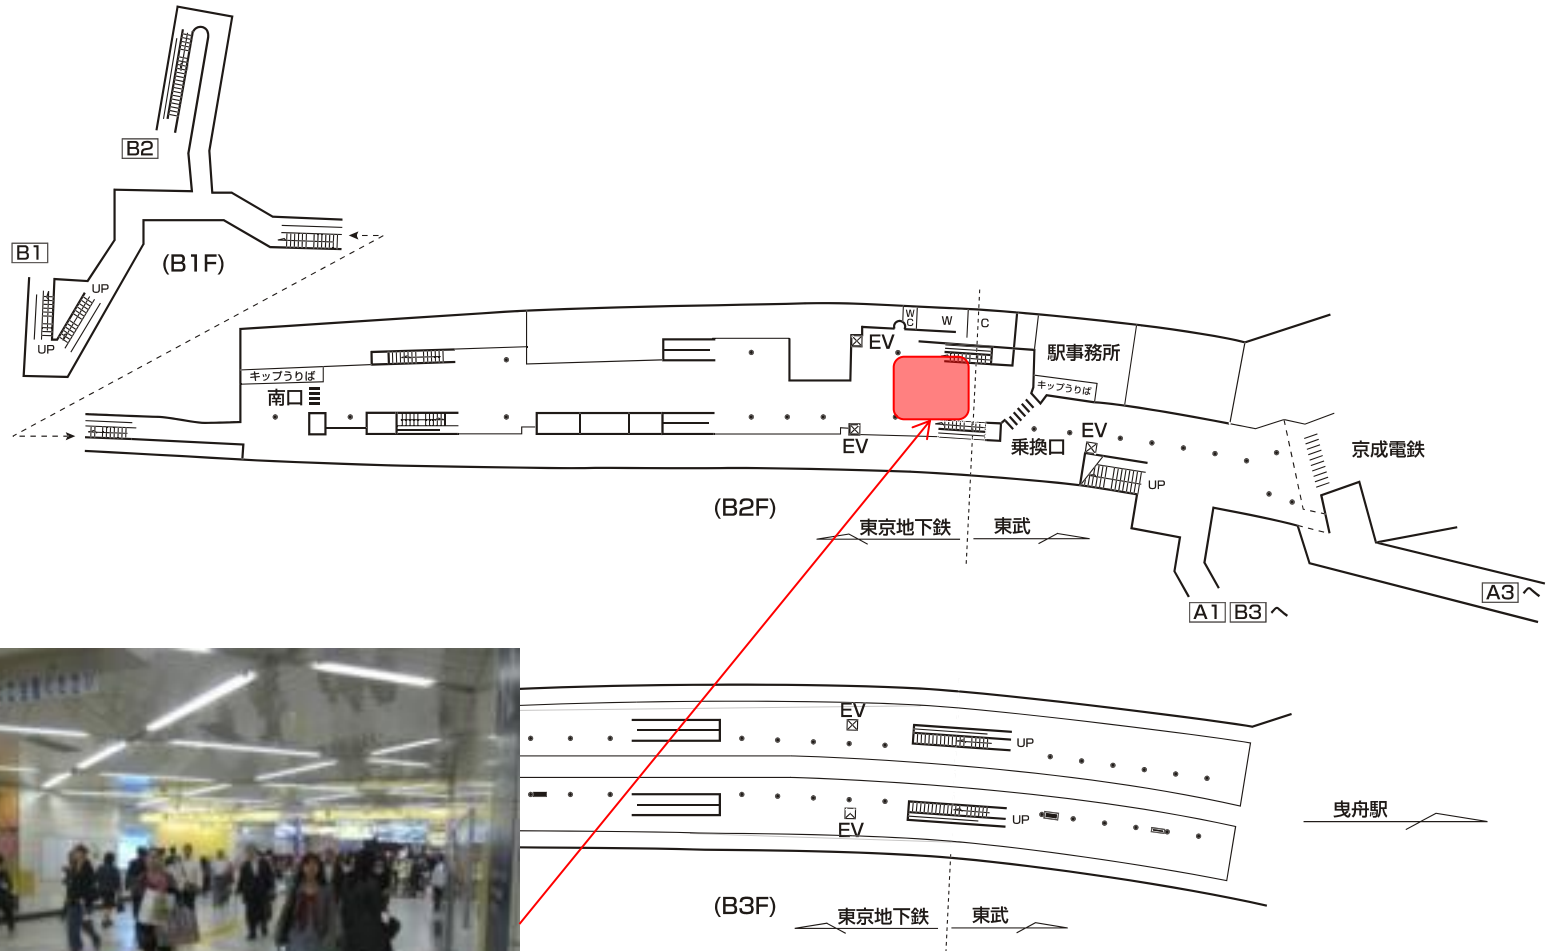 B2
B1
(B1F)
UP
UP
キップうりば
南口
EV
WC
W
C
駅事務所
キップうりば
EV
乗換口
EV
UP
京成電鉄
(B2F)
東京地下鉄
東武
A1 B3 へ
A3 へ
EV
UP
EV
UP
曳舟駅
(B3F)
東京地下鉄
東武